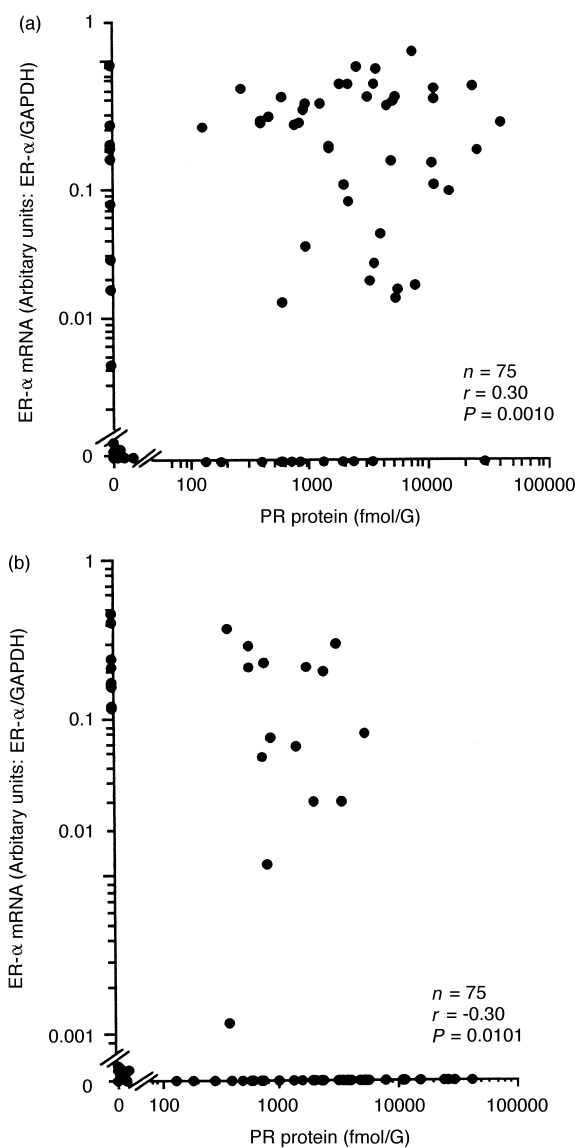 (a)
1
0.1
0.01
0
ER-α mRNA (Arbitary units: ER-α/GAPDH)
n = 75
r = 0.30
P = 0.0010
0
100
1000
10000
100000
PR protein (fmol/G)
(b)
1
0.1
0.01
0.001
0
ER-α mRNA (Arbitary units: ER-α/GAPDH)
n = 75
r = -0.30
P = 0.0101
0
100
1000
10000
100000
PR protein (fmol/G)